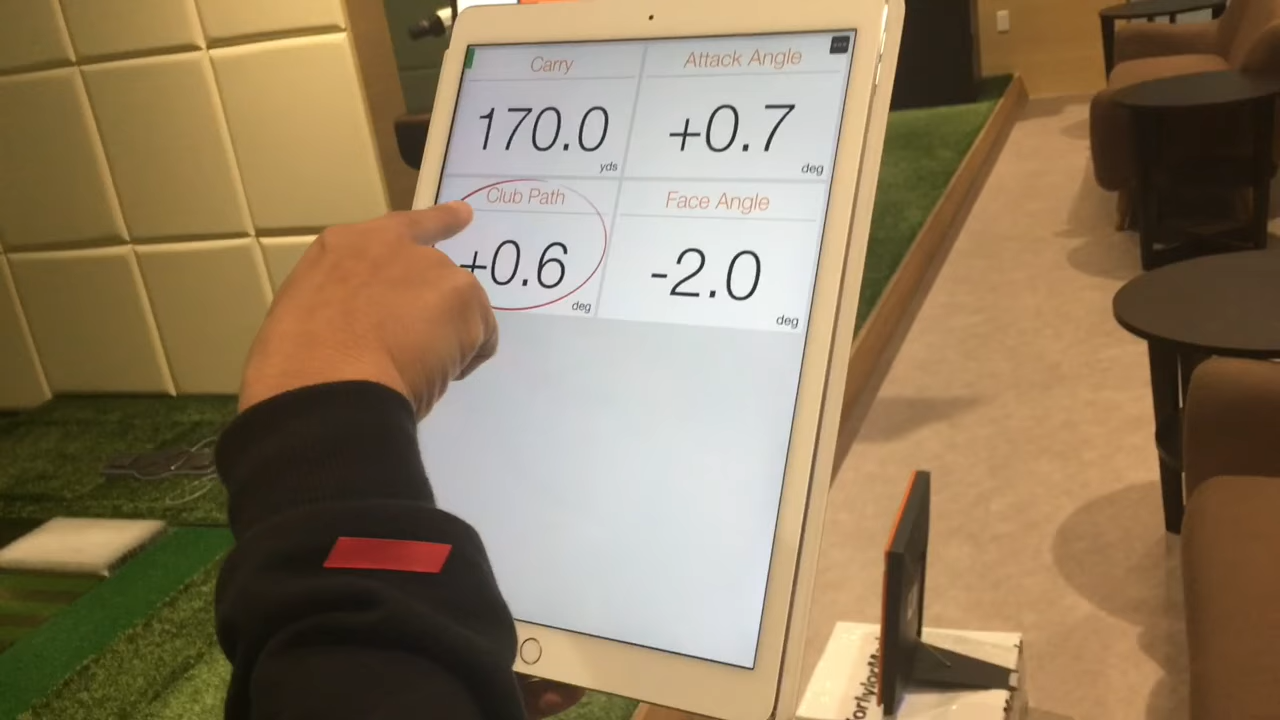 Carry
170.0
yds
Attack Angle
+0.7
deg
Club Path
+0.6
deg
Face Angle
-2.0
deg